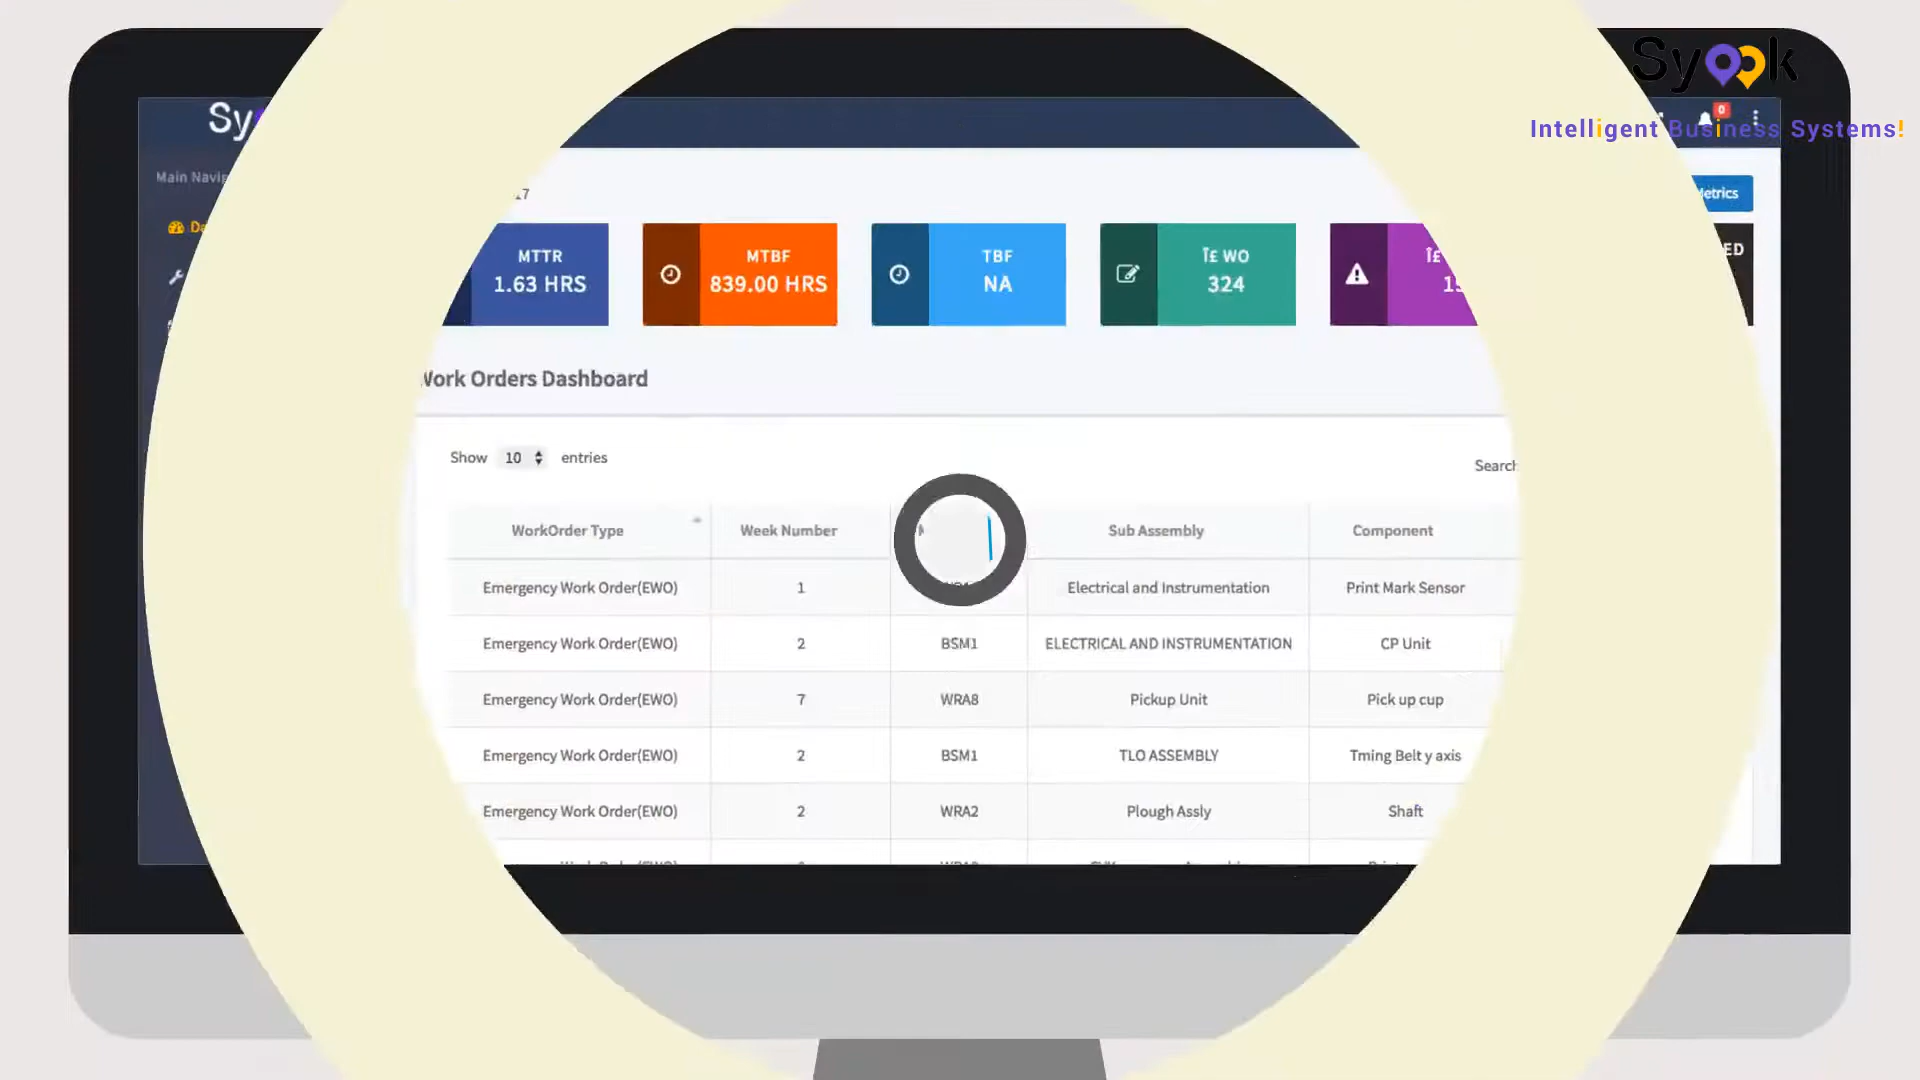 Syook
Intelligent Business Systems!
Sy
0
Main Navig
17
Metrics
MTTR
1.63 HRS
MTBF
839.00 HRS
TBF
NA
Î£ WO
324
Î£
ED
Work Orders Dashboard
Show 10 entries
Search
WorkOrder Type Week Number Sub Assembly Component
Emergency Work Order(EWO) 1 Electrical and Instrumentation Print Mark Sensor
Emergency Work Order(EWO) 2 BSM1 ELECTRICAL AND INSTRUMENTATION CP Unit
Emergency Work Order(EWO) 7 WRA8 Pickup Unit Pick up cup
Emergency Work Order(EWO) 2 BSM1 TLO ASSEMBLY Tming Belt y axis
Emergency Work Order(EWO) 2 WRA2 Plough Assly Shaft